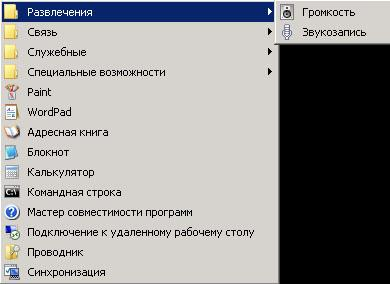 Развлечения
Связь
Служебные
Специальные возможности
Paint
WordPad
Адресная книга
Блокнот
Калькулятор
Командная строка
Мастер совместимости программ
Подключение к удаленному рабочему столу
Проводник
Синхронизация
Громкость
Звукозапись